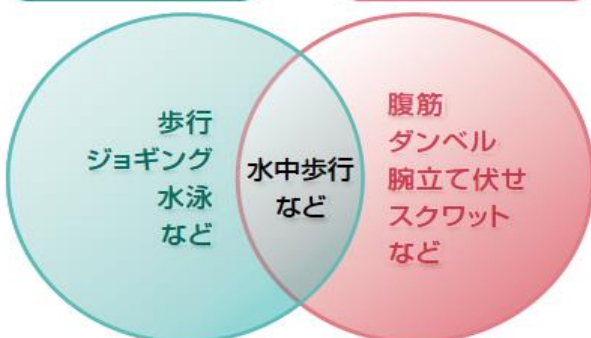 歩行
ジョギング
水泳
など
水中歩行
など
腹筋
ダンベル
腕立て伏せ
スクワット
など